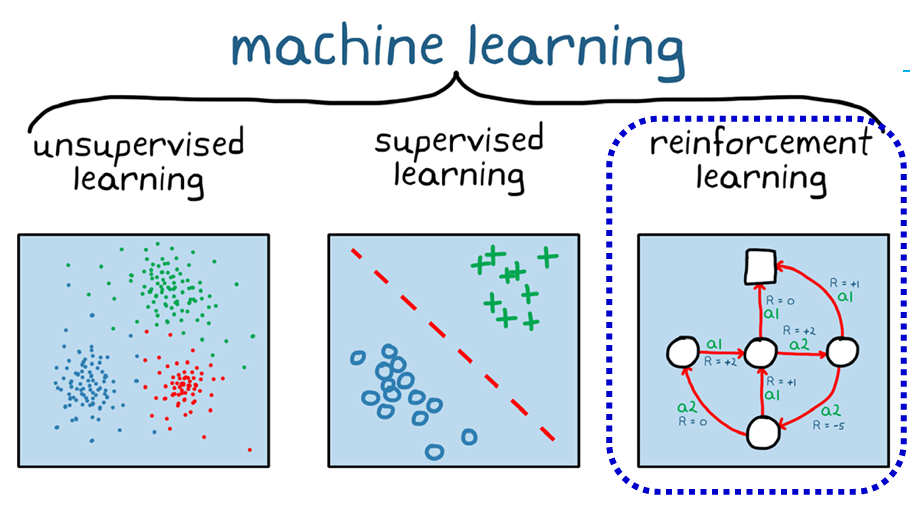 machine learning
unsupervised
learning
supervised
learning
reinforcement
learning
R = +1
a1
R = 0
a1
R = +2
a2
a1
R = +2
R = +1
a1
a2
R = 0
a2
R = -5